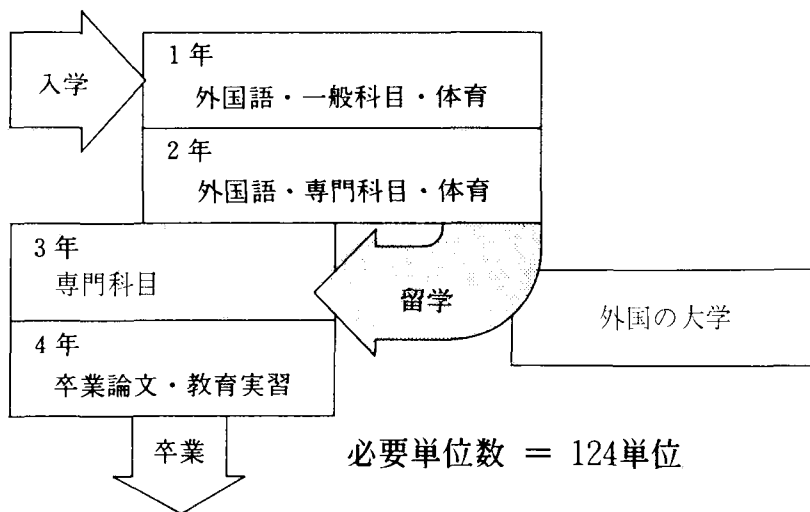 入学
1年
外国語・一般科目・体育
2年
外国語・専門科目・体育
3年
専門科目
留学
外国の大学
4年
卒業論文・教育実習
卒業
必要単位数 = 124単位